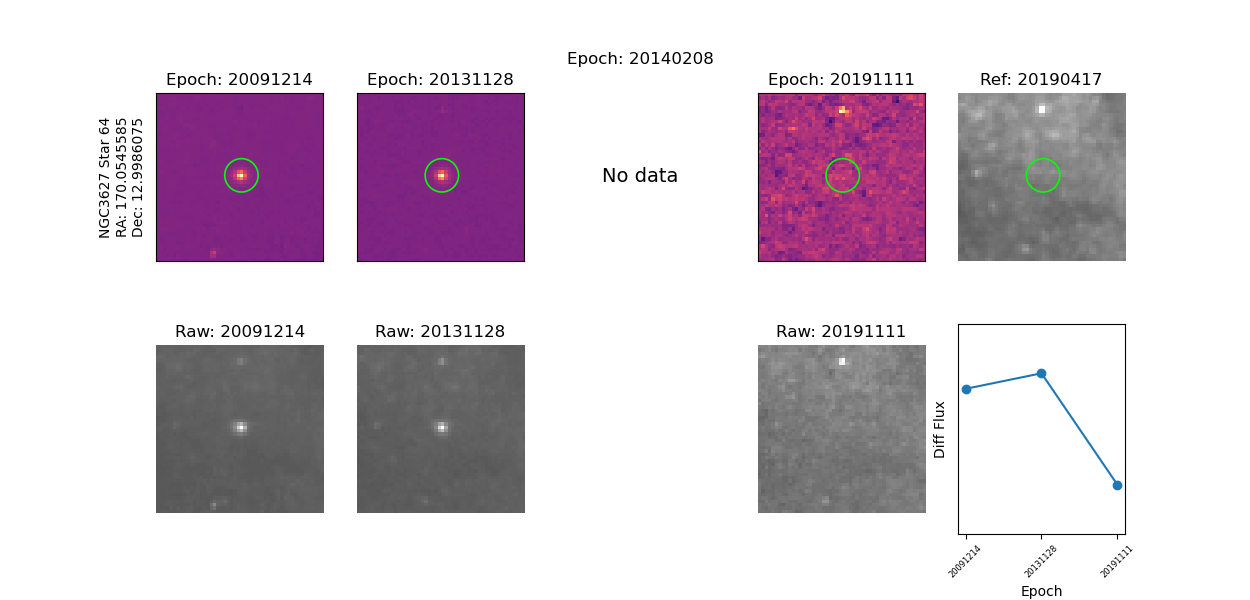 Epoch: 20140208
Epoch: 20091214
Epoch: 20131128
Epoch: 20191111
Ref: 20190417
NGC3627 Star 64
RA: 170.0545585
Dec: 12.9986075
No data
Raw: 20091214
Raw: 20131128
Raw: 20191111
Diff Flux
20091214
20131128
20191111
Epoch